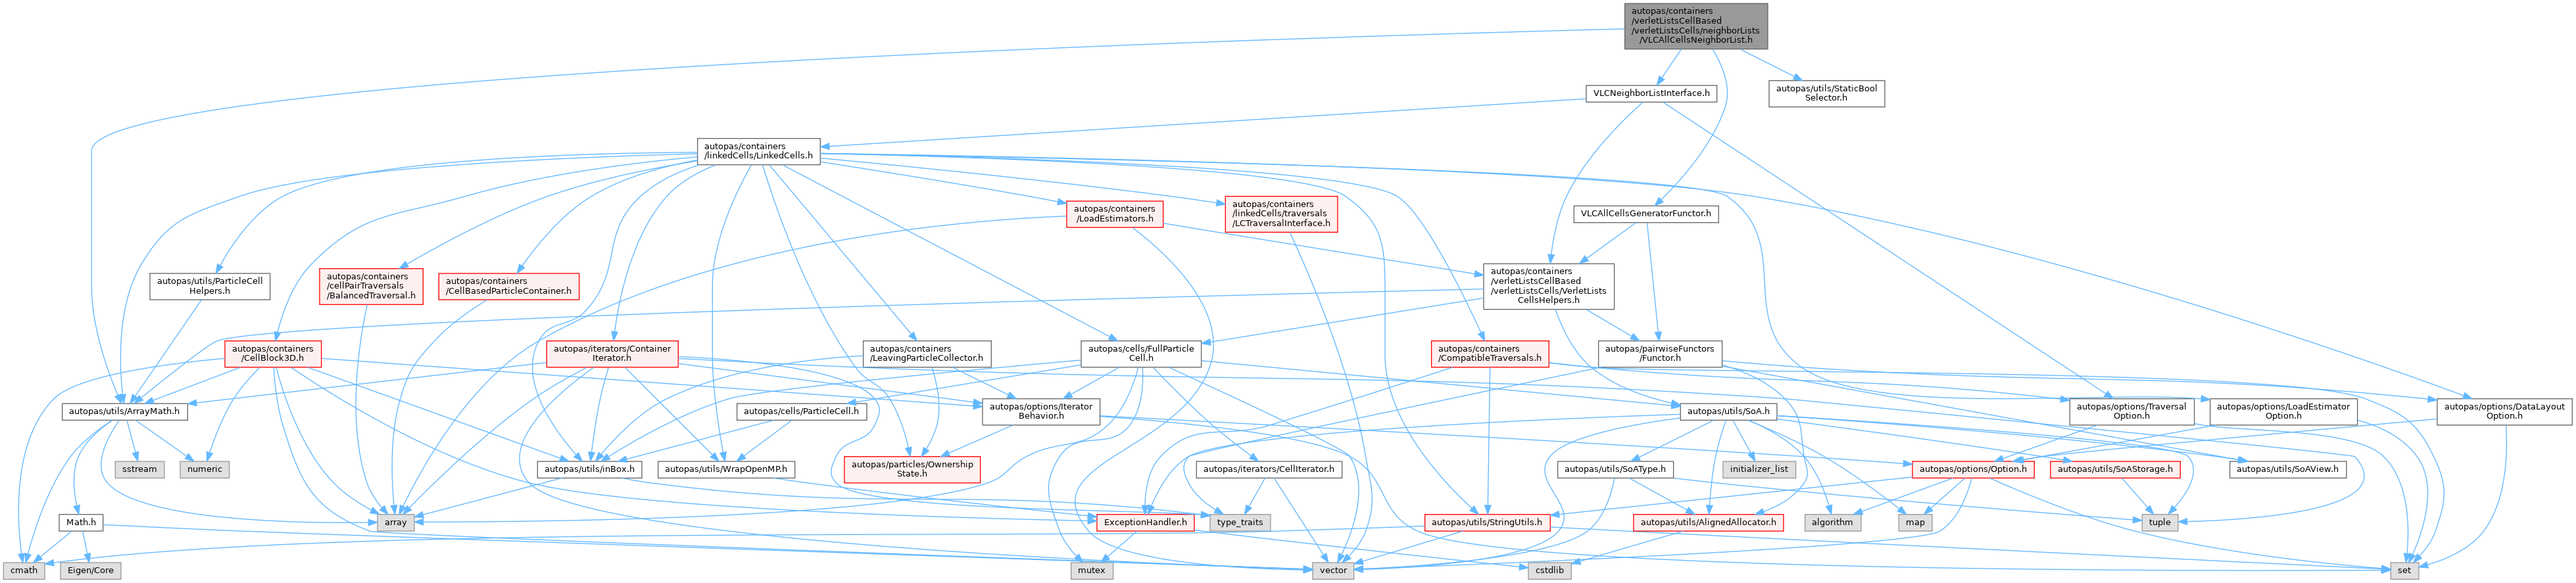 autopas/containers
/verletListsCellBased
/verletListsCells/neighborLists
/VLCAllCellsNeighborList.h
VLCNeighborListInterface.h
autopas/utils/StaticBool
Selector.h
autopas/containers
/linkedCells/LinkedCells.h
autopas/containers
/LoadEstimators.h
autopas/containers
/linkedCells/traversals
/LCTraversalInterface.h
VLCAllCellsGeneratorFunctor.h
autopas/utils/ParticleCell
Helpers.h
autopas/containers
/cellPairTraversals
/BalancedTraversal.h
autopas/containers
/CellBasedParticleContainer.h
autopas/containers
/verletListsCellBased
/verletListsCells/VerletLists
CellsHelpers.h
autopas/containers
/CellBlock3D.h
autopas/iterators/Container
Iterator.h
autopas/containers
/LeavingParticleCollector.h
autopas/cells/FullParticle
Cell.h
autopas/containers
/CompatibleTraversals.h
autopas/pairwiseFunctors
/Functor.h
autopas/utils/ArrayMath.h
autopas/cells/ParticleCell.h
autopas/options/Iterator
Behavior.h
autopas/utils/SoA.h
autopas/options/Traversal
Option.h
autopas/options/LoadEstimator
Option.h
autopas/options/DataLayout
Option.h
sstream
numeric
autopas/utils/inBox.h
autopas/utils/WrapOpenMP.h
autopas/particles/Ownership
State.h
autopas/iterators/CellIterator.h
autopas/utils/SoAType.h
initializer_list
autopas/options/Option.h
autopas/utils/SoAStorage.h
autopas/utils/SoAView.h
Math.h
array
ExceptionHandler.h
type_traits
autopas/utils/StringUtils.h
autopas/utils/AlignedAllocator.h
algorithm
map
tuple
cmath
Eigen/Core
mutex
vector
cstdlib
set